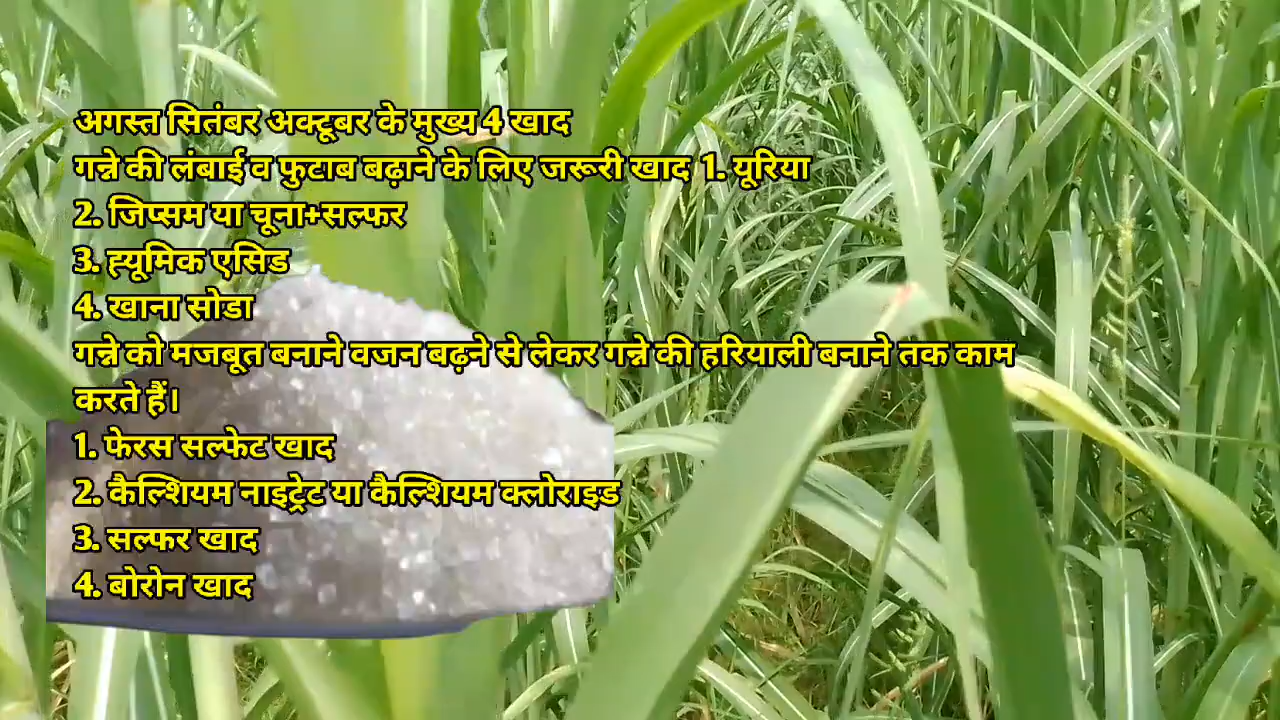 अगस्त सितंबर अक्टूबर के मुख्य 4 खाद
गन्ने की लंबाई व फुटाब बढ़ाने के लिए जरूरी खाद 1. यूरिया
2. जिप्सम या चूना+सल्फर
3. ह्यूमिक एसिड
4. खाना सोडा
गन्ने को मजबूत बनाने वजन बढ़ने से लेकर गन्ने की हरियाली बनाने तक काम
करते हैं।
1. फेरस सल्फेट खाद
2. कैल्शियम नाइट्रेट या कैल्शियम क्लोराइड
3. सल्फर खाद
4. बोरोन खाद